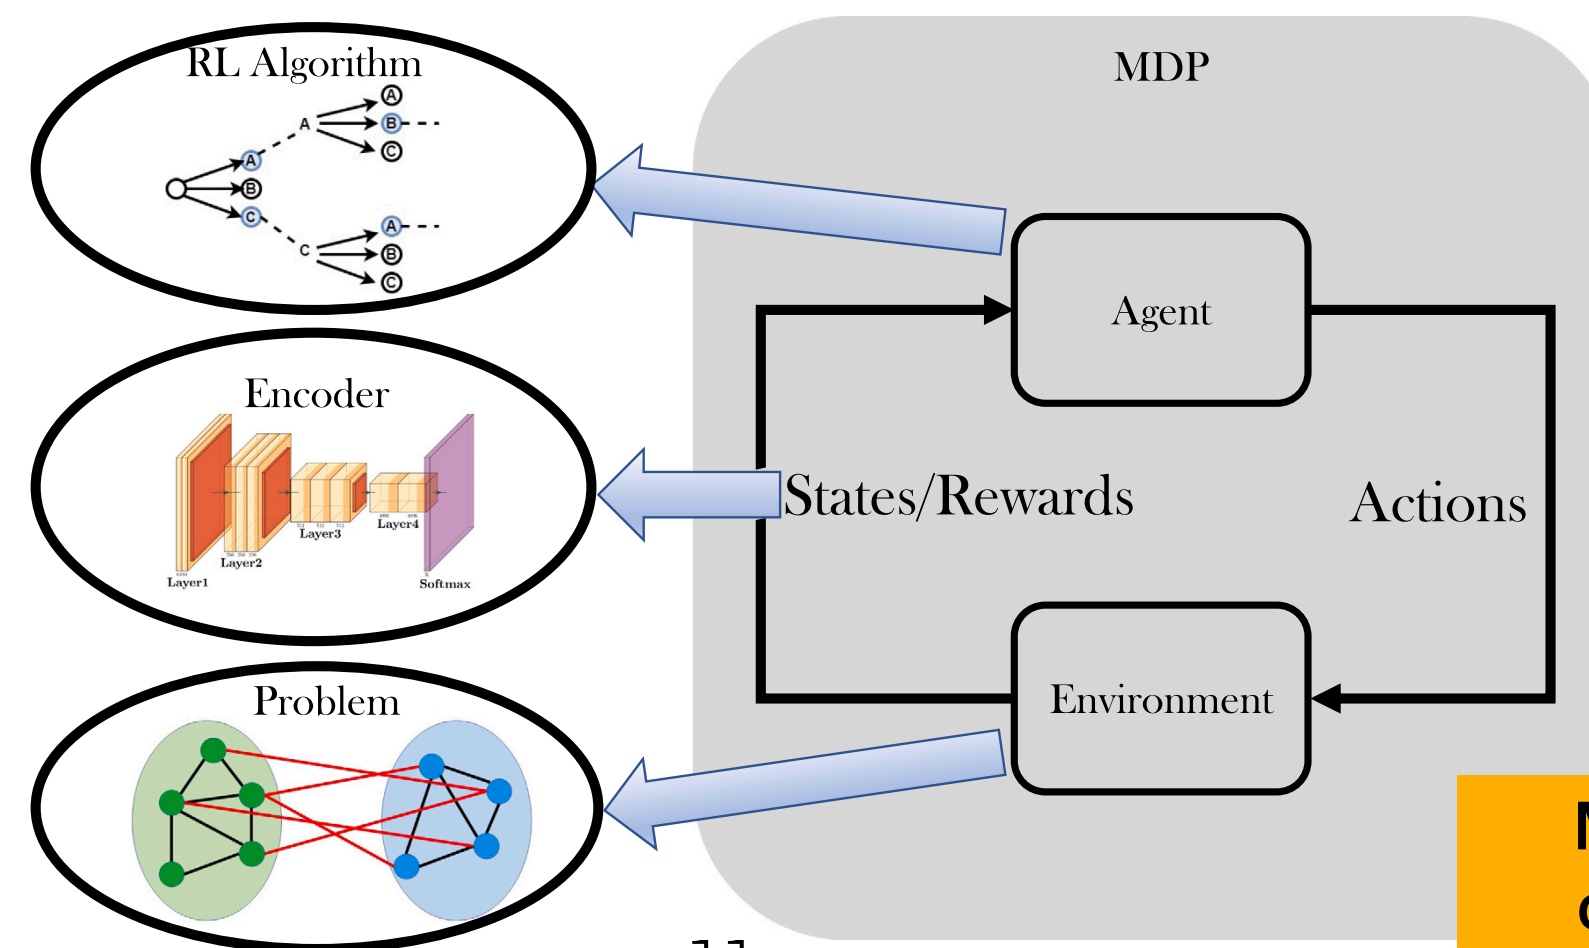 RL Algorithm
A
A
B
C
A
B
C
C
A
B
C
Encoder
Layer1
Layer2
Layer3
Layer4
Softmax
Problem
MDP
Agent
States/Rewards
Actions
Environment